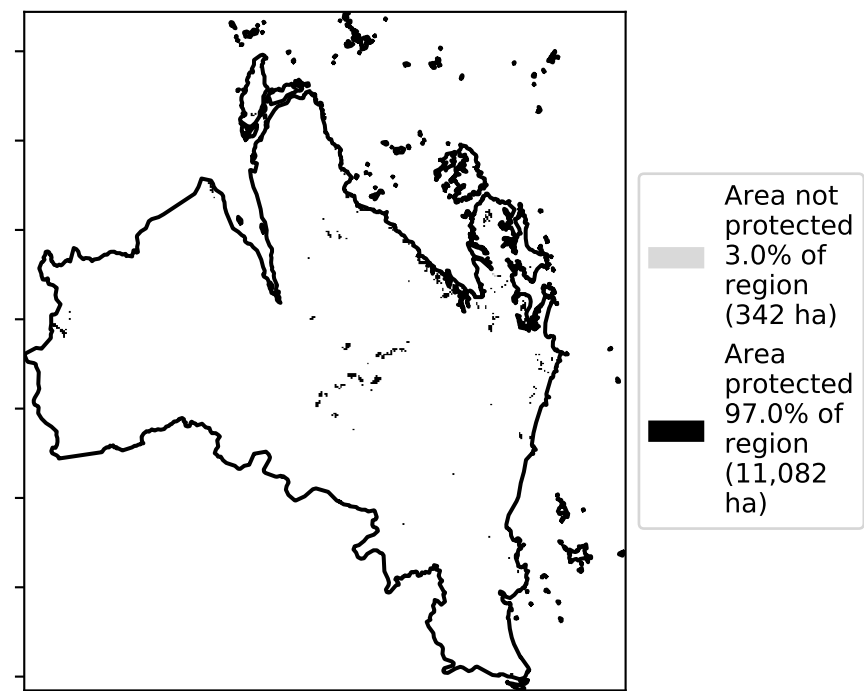 Area not
protected
3.0% of
region
(342 ha)
Area
protected
97.0% of
region
(11,082
ha)